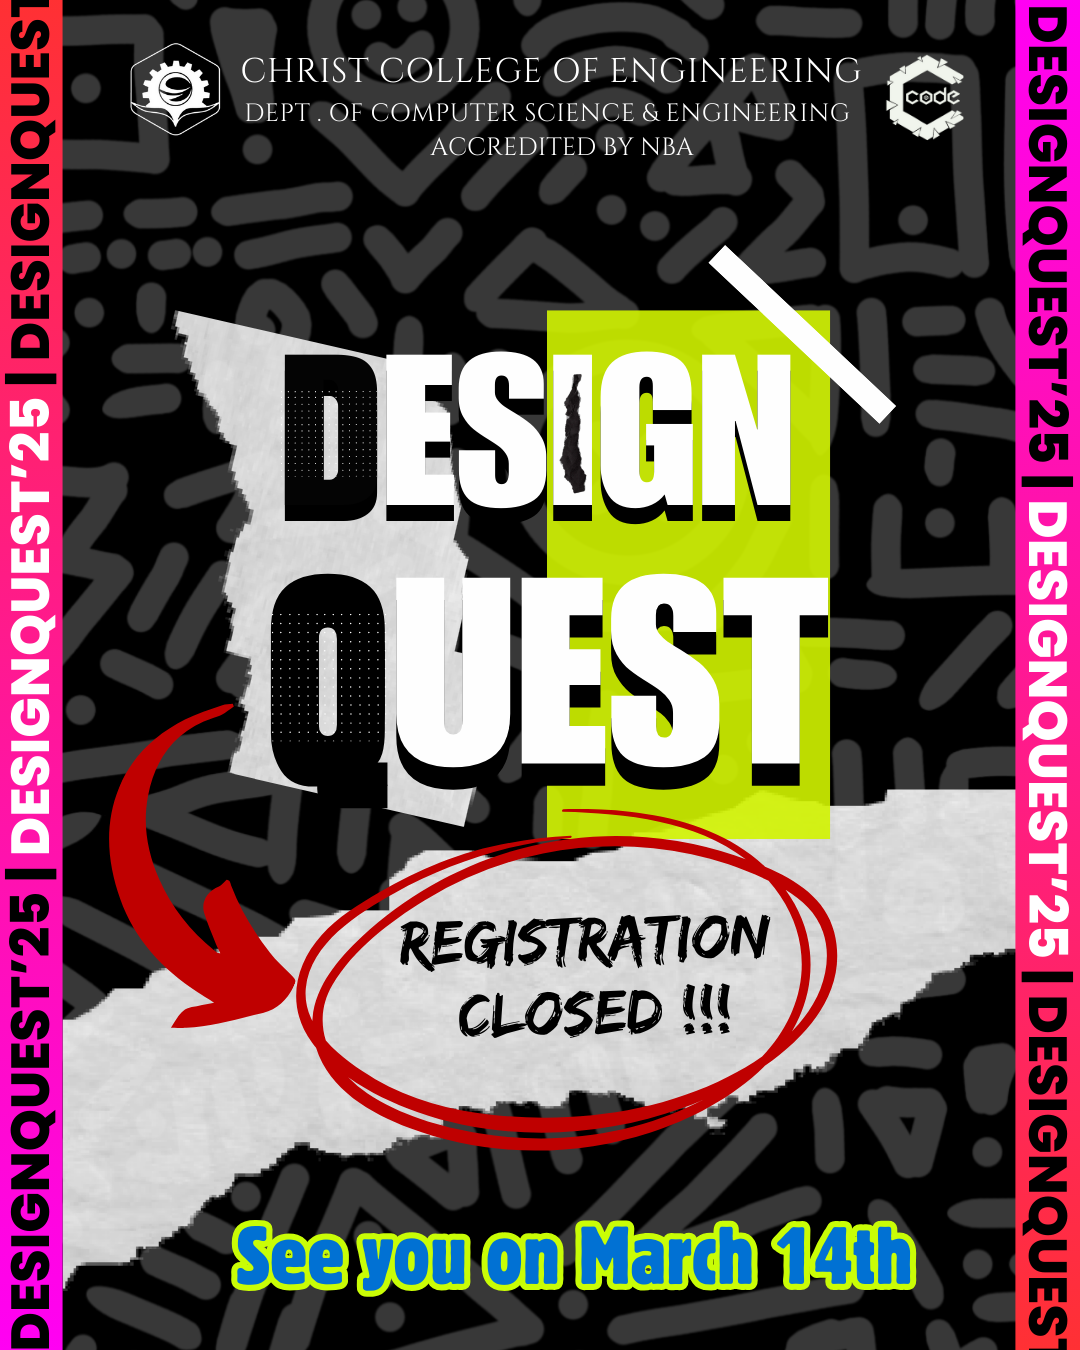 CHRIST COLLEGE OF ENGINEERING
DEPT . OF COMPUTER SCIENCE & ENGINEERING
ACCREDITED BY NBA
code
DESIGN
QUEST
REGISTRATION
CLOSED !!!
See you on March 14th
DESIGNQUEST'25 | DESIGNQUEST'25 | DESIGNQUEST
DESIGNQUEST'25 | DESIGNQUEST'25 | DESIGNQUEST